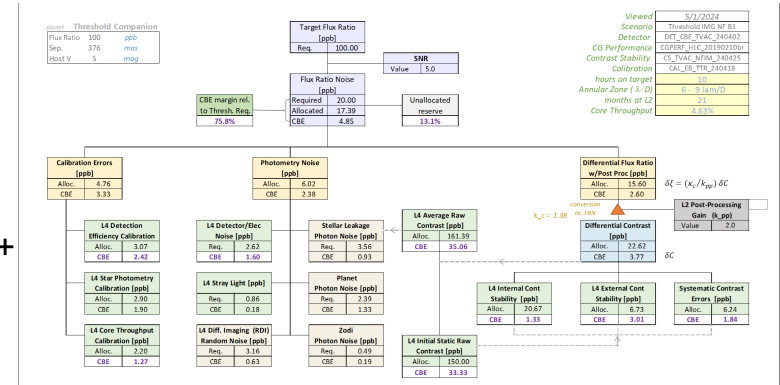 planet Threshold Companion
Flux Ratio 100 ppb
Sep. 376 mas
Host V 5 mag
Target Flux Ratio
[ppb]
Req. 100.00
SNR
Value 5.0
Viewed 5/1/2024
Scenario Threshold IMG NF B1
Detector DET_CBE_TVAC_240402
CG Performance CGPERF_HLC_20190210br
Contrast Stability CS_TVAC_NFIM_240425
Calibration CAL_EB_TTR_240418
hours on target 10
Annular Zone (λ/D) 6 - 9 lam/D
months at L2 21
Core Throughput 4.63%
CBE margin rel.
to Thresh. Req.
75.8%
Flux Ratio Noise
[ppb]
Required 20.00
Allocated 17.39
CBE 4.85
Unallocated
reserve
13.1%
Calibration Errors
[ppb]
Alloc. 4.76
CBE 3.33
Photometry Noise
[ppb]
Alloc. 6.02
CBE 2.38
Differential Flux Ratio
w/Post Proc [ppb]
Alloc. 15.60
CBE 2.60
δξ = (κc/kpp) δC
k_c = 1.38
conversion
to FRN
L2 Post-Processing
Gain (k_pp)
Value 2.0
L4 Detection
Efficiency Calibration
Alloc. 3.07
CBE 2.42
L4 Detector/Elec
Noise [ppb]
Req. 2.62
CBE 1.60
Stellar Leakage
Photon Noise [ppb]
Req. 3.56
CBE 0.93
L4 Average Raw
Contrast [ppb]
Alloc. 161.39
CBE 35.06
Differential Contrast
[ppb]
Alloc. 22.62
CBE 3.77
δC
L4 Star Photometry
Calibration [ppb]
Alloc. 2.90
CBE 1.90
L4 Stray Light [ppb]
Req. 0.86
CBE 0.18
Planet
Photon Noise [ppb]
Req. 2.39
CBE 1.33
L4 Internal Cont
Stability [ppb]
Alloc. 20.67
CBE 1.33
L4 External Cont
Stability [ppb]
Alloc. 6.73
CBE 3.01
Systematic Contrast
Errors [ppb]
Alloc. 6.24
CBE 1.84
L4 Core Throughput
Calibration [ppb]
Alloc. 2.20
CBE 1.27
L4 Diff. Imaging (RDI)
Random Noise [ppb]
Req. 3.16
CBE 0.63
Zodi
Photon Noise [ppb]
Req. 0.49
CBE 0.19
L4 Initial Static Raw
Contrast [ppb]
Alloc. 150.00
CBE 33.33